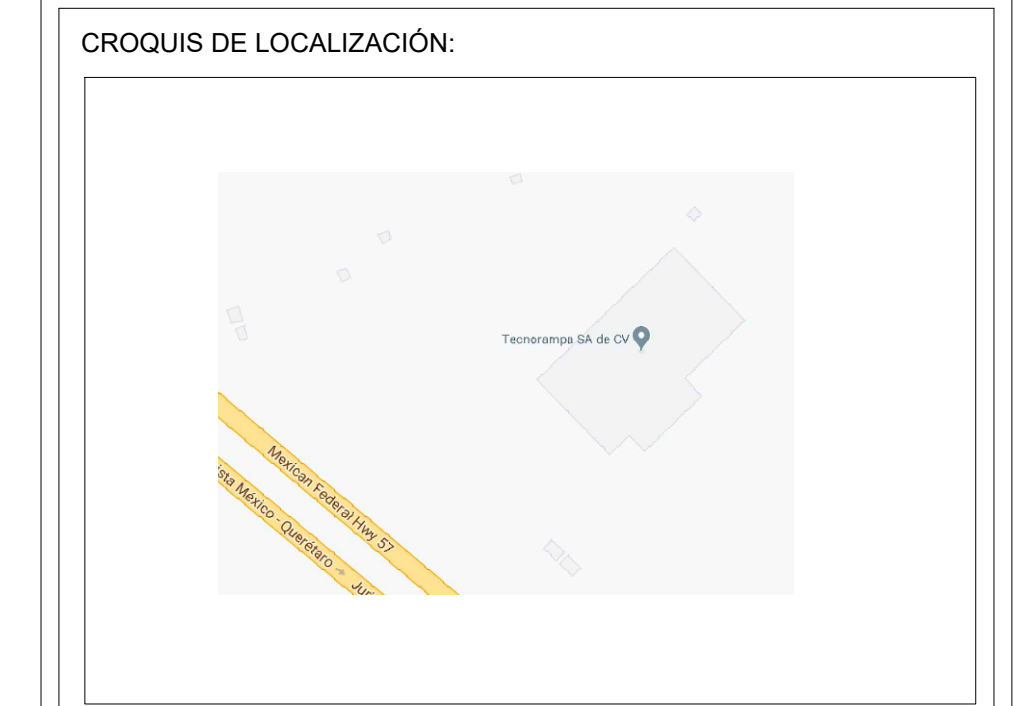 CROQUIS DE LOCALIZACIÓN:
Tecnorampa SA de CV
Mexican Federal Hwy 57
ista México - Querétaro